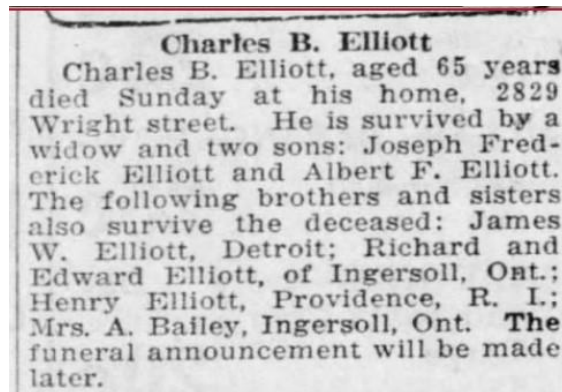 Charles B. Elliott
Charles B. Elliott, aged 65 years
died Sunday at his home, 2829
Wright street. He is survived by a
widow and two sons: Joseph Fred-
erick Elliott and Albert F. Elliott.
The following brothers and sisters
also survive the deceased: James
W. Elliott, Detroit; Richard and
Edward Elliott, of Ingersoll, Ont.;
Henry Elliott, Providence, R. I.;
Mrs. A. Bailey, Ingersoll, Ont. The
funeral announcement will be made
later.